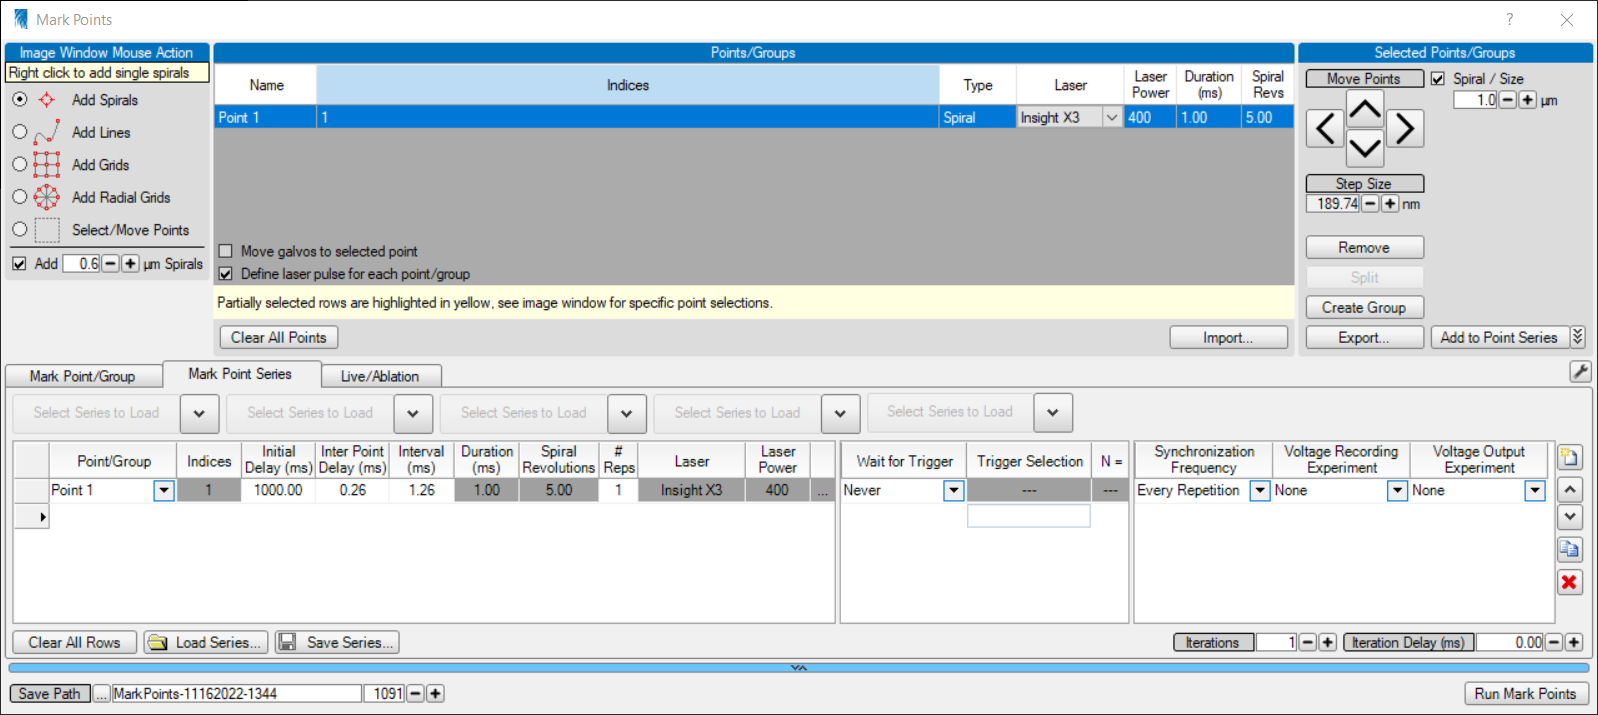 Mark Points
?
Image Window Mouse Action
Right click to add single spirals
Add Spirals
Add Lines
Add Grids
Add Radial Grids
Select/Move Points
Add 0.6 µm Spirals
Points/Groups
Name Indices Type Laser Laser Power Duration (ms) Spiral Revs
Point 1 1 Spiral Insight X3 400 1.00 5.00
Move galvos to selected point
Define laser pulse for each point/group
Partially selected rows are highlighted in yellow, see image window for specific point selections.
Clear All Points
Import...
Selected Points/Groups
Move Points
Spiral / Size
1.0 µm
Step Size
189.74 nm
Remove
Split
Create Group
Export...
Add to Point Series
Mark Point/Group
Mark Point Series
Live/Ablation
Select Series to Load
Select Series to Load
Select Series to Load
Select Series to Load
Select Series to Load
Point/Group Indices Initial Delay (ms) Inter Point Delay (ms) Interval (ms) Duration (ms) Spiral Revolutions # Reps Laser Laser Power
Wait for Trigger Trigger Selection N =
Synchronization Frequency Voltage Recording Experiment Voltage Output Experiment
Point 1 1 1000.00 0.26 1.26 1.00 5.00 1 Insight X3 400 ...
Never --- ---
Every Repetition None None
Clear All Rows
Load Series...
Save Series...
Iterations 1
Iteration Delay (ms) 0.00
Save Path ... MarkPoints-11162022-1344 1091
Run Mark Points